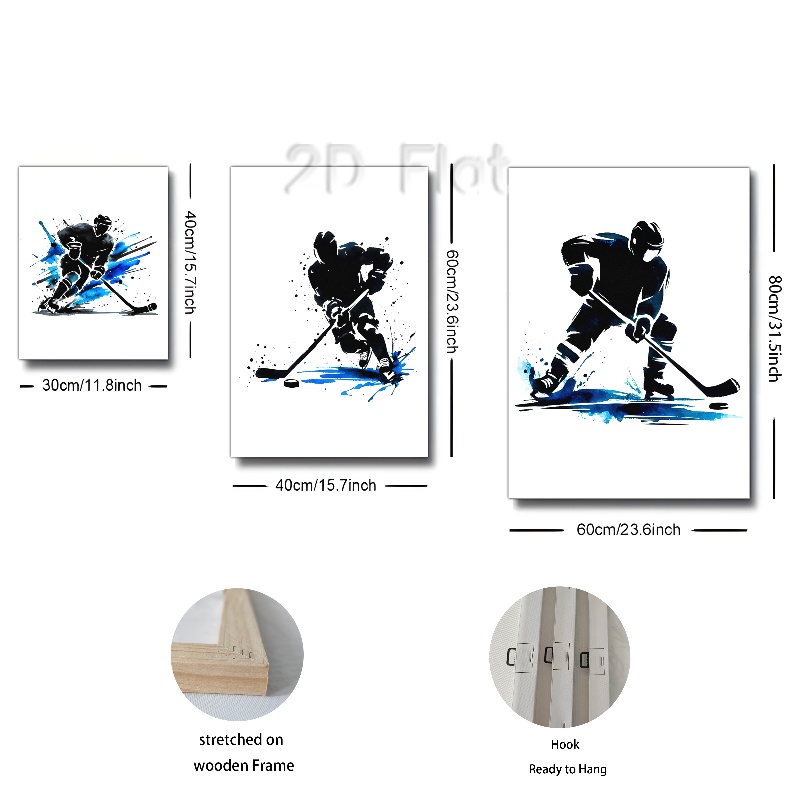 2D Flat
40cm/15.7inch
30cm/11.8inch
60cm/23.6inch
40cm/15.7inch
80cm/31.5inch
60cm/23.6inch
stretched on
wooden Frame
Hook
Ready to Hang